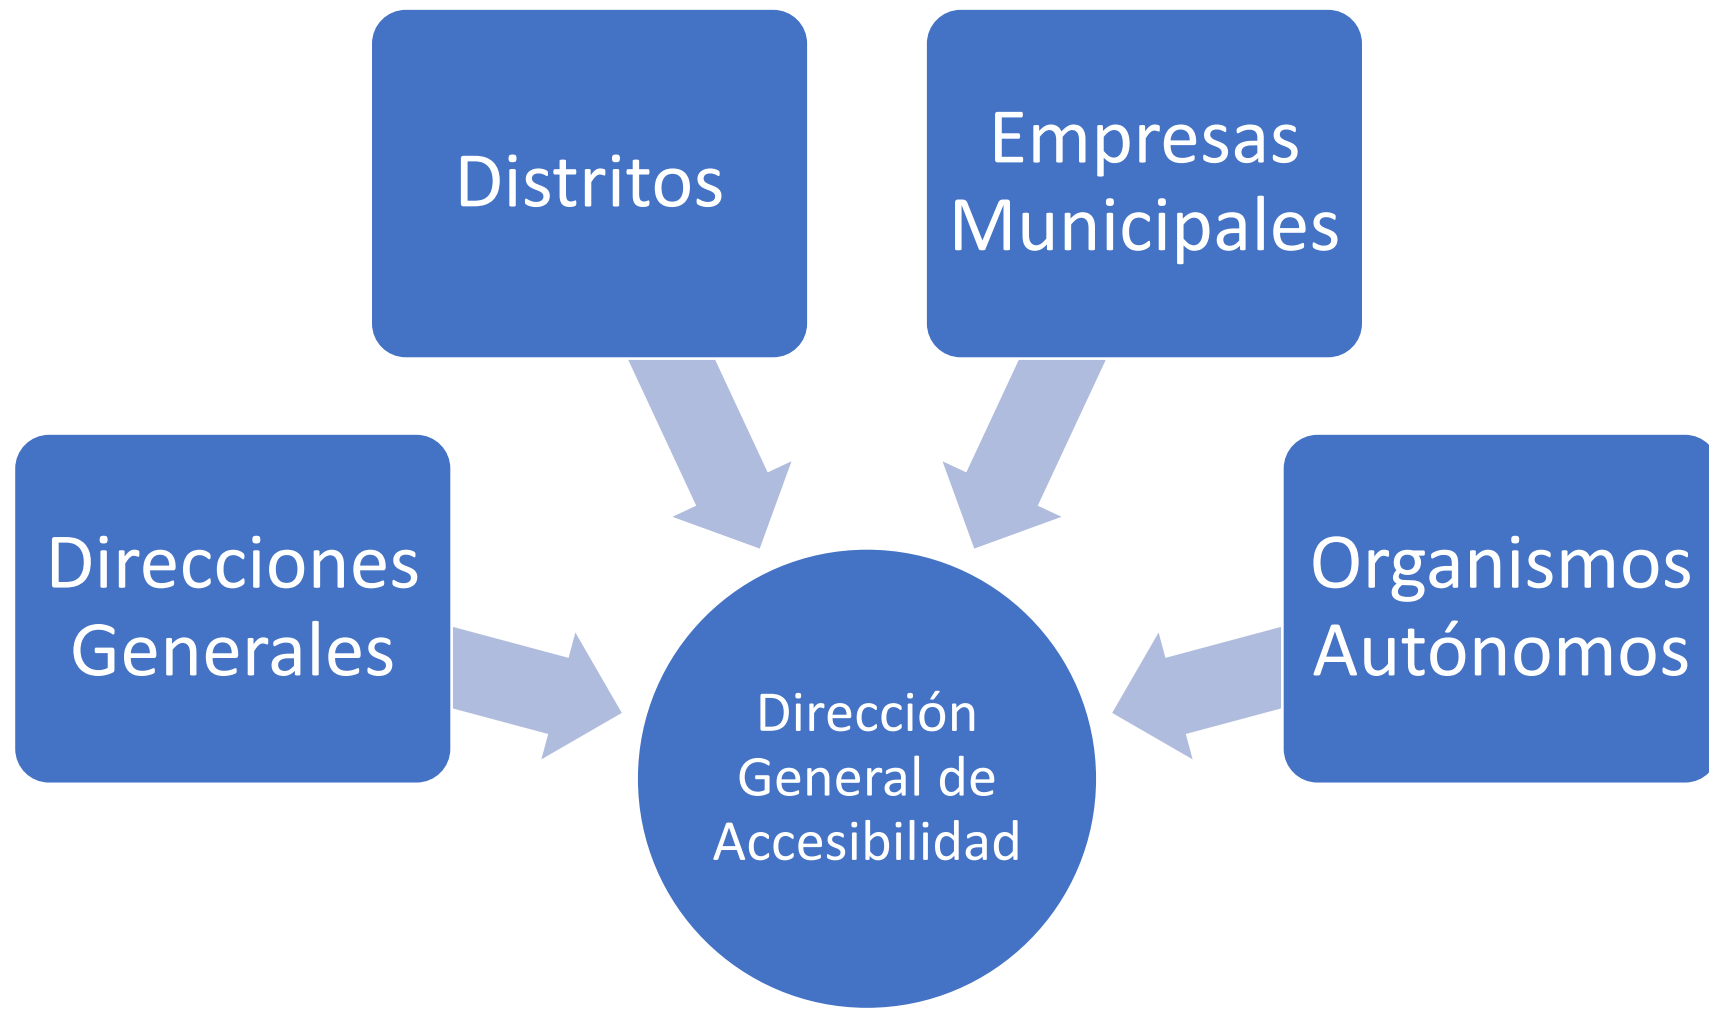 Distritos
Empresas
Municipales
Direcciones
Generales
Organismos
Autónomos
Dirección
General de
Accesibilidad